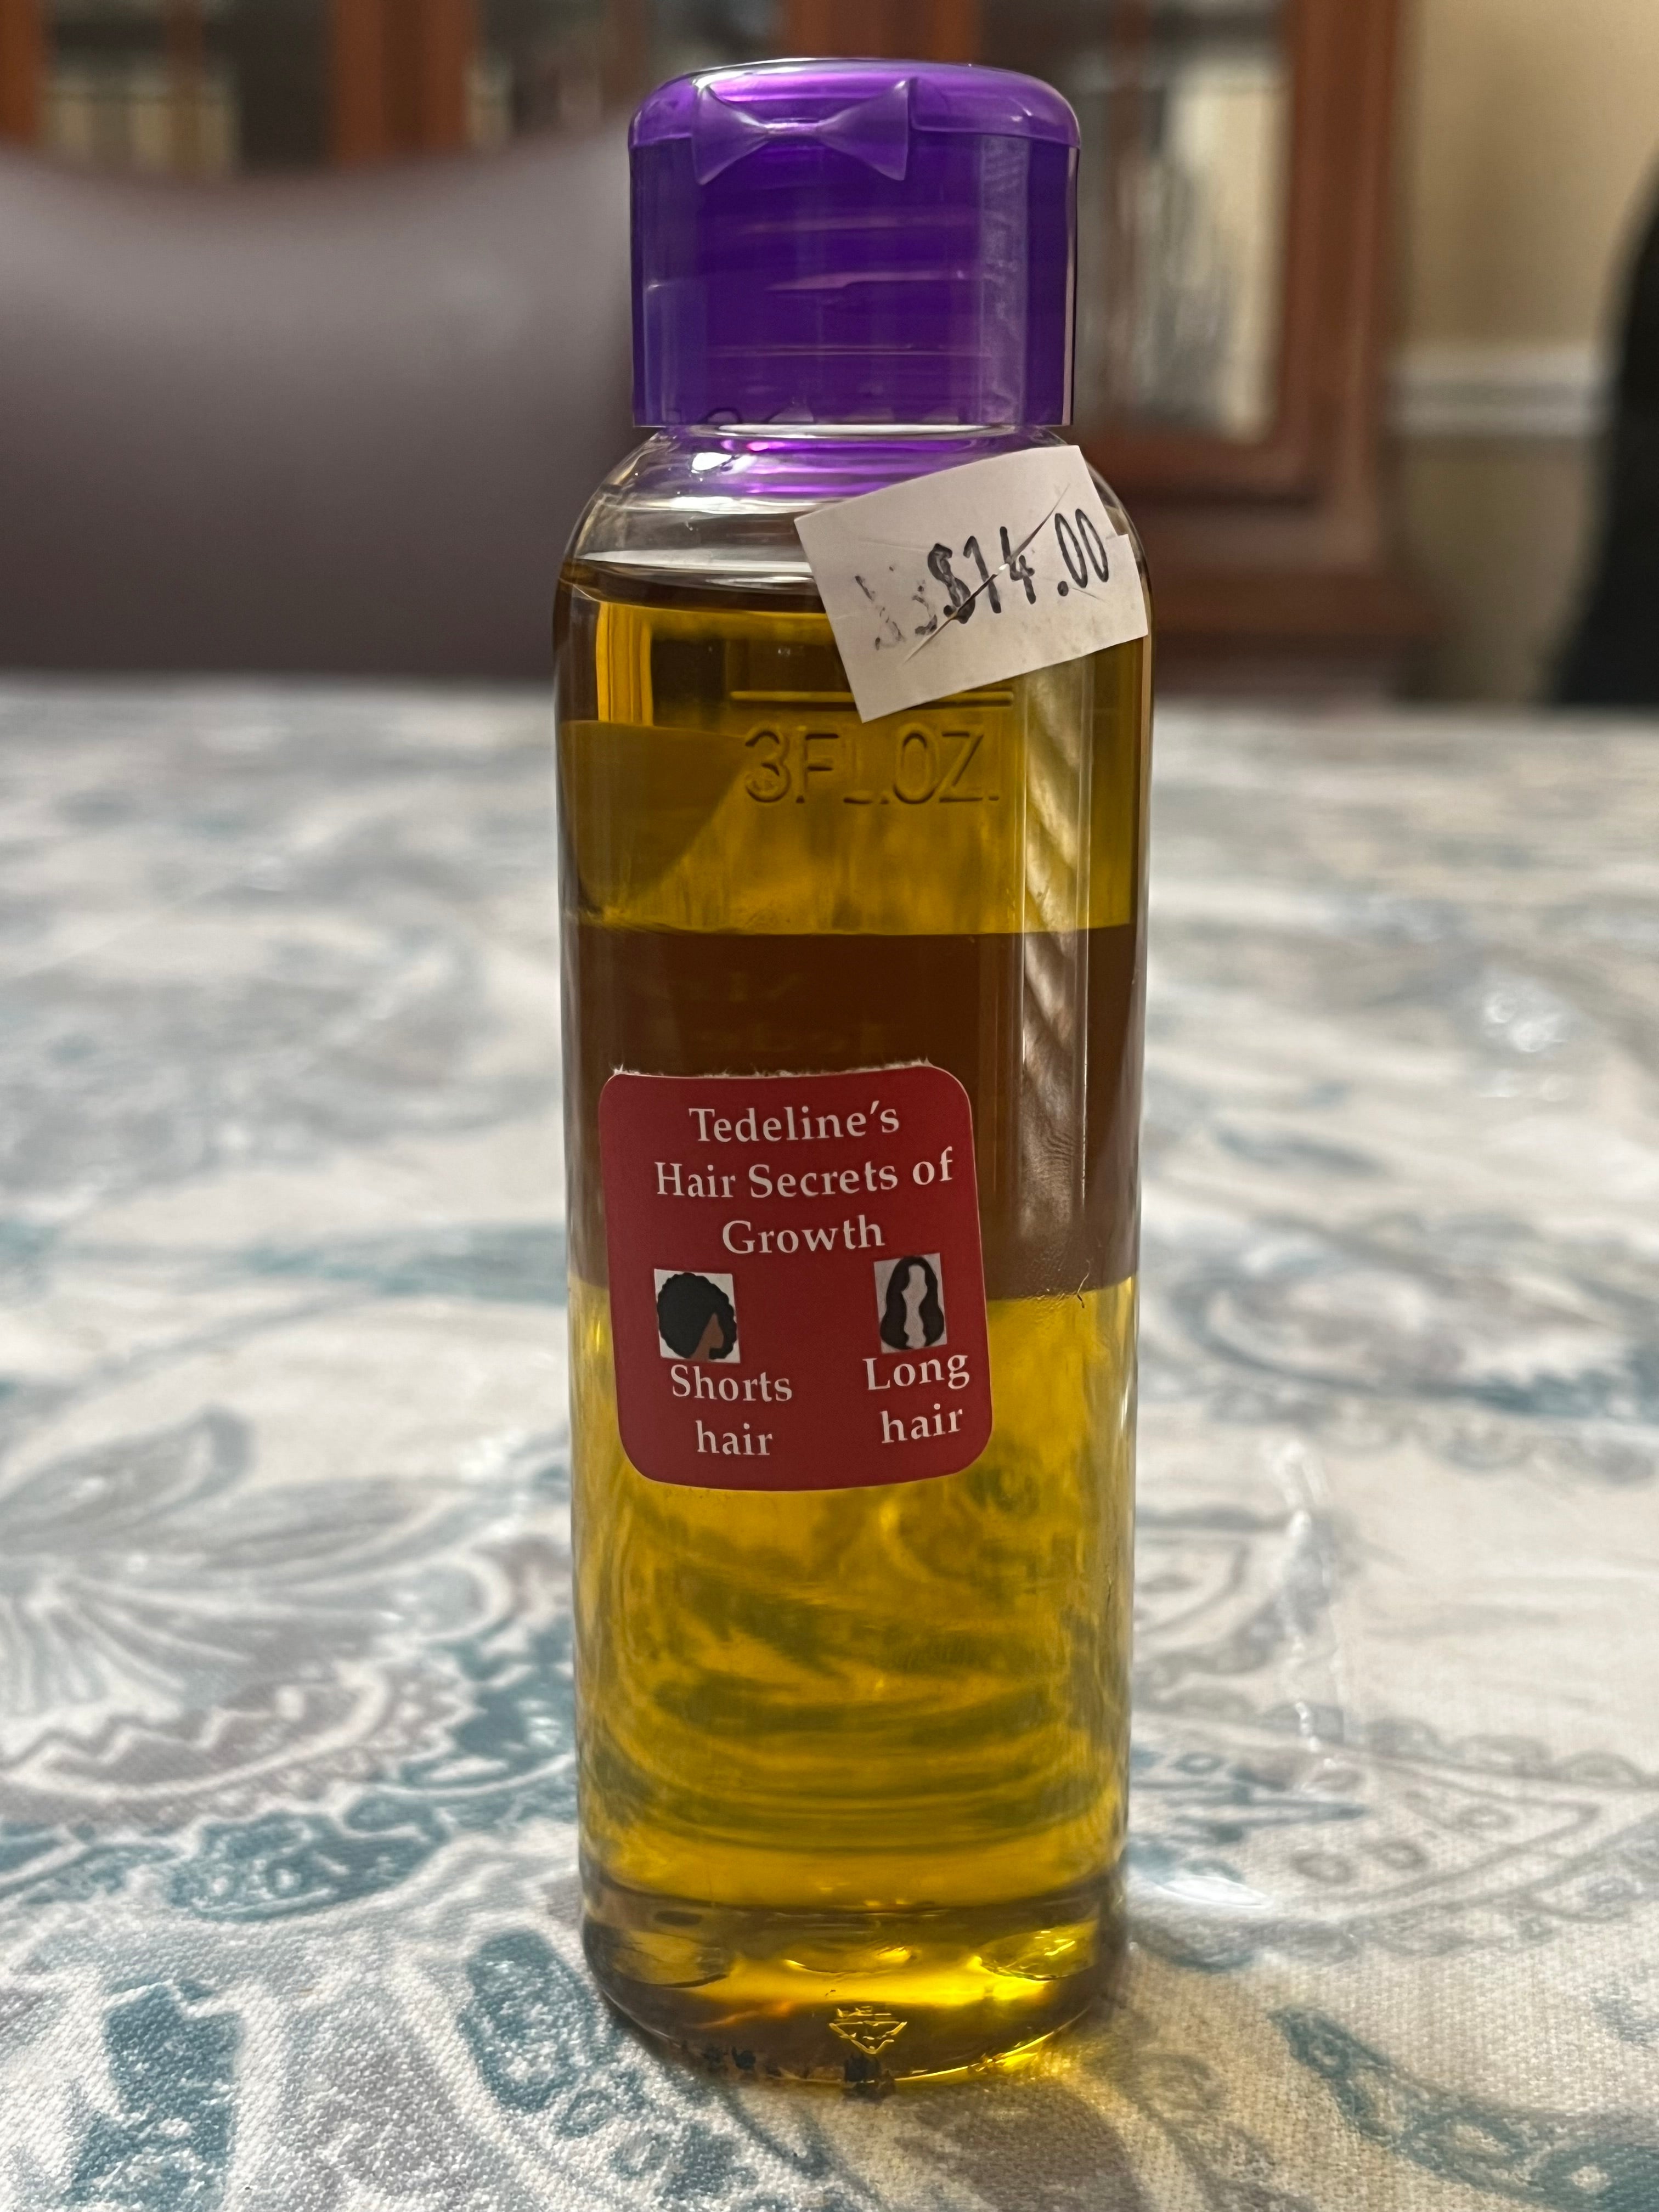 $14.00
3FL.OZ.
Tedeline's
Hair Secrets of
Growth
Shorts
hair
Long
hair